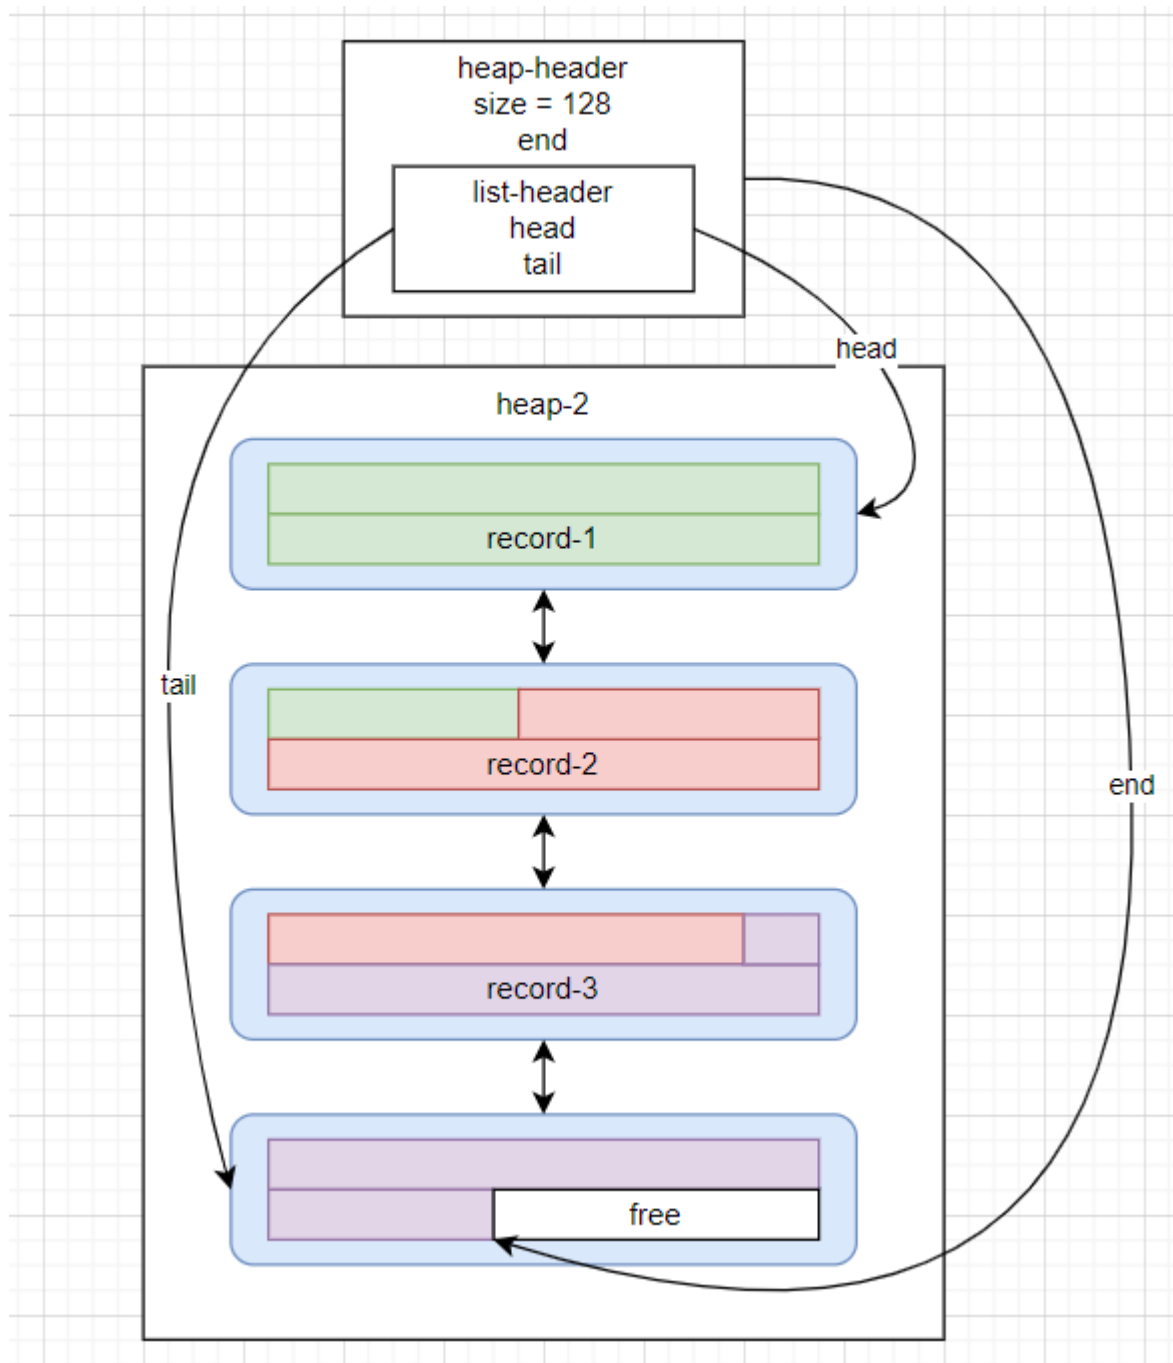 heap-header
size = 128
end
list-header
head
tail
head
heap-2
record-1
tail
record-2
end
record-3
free